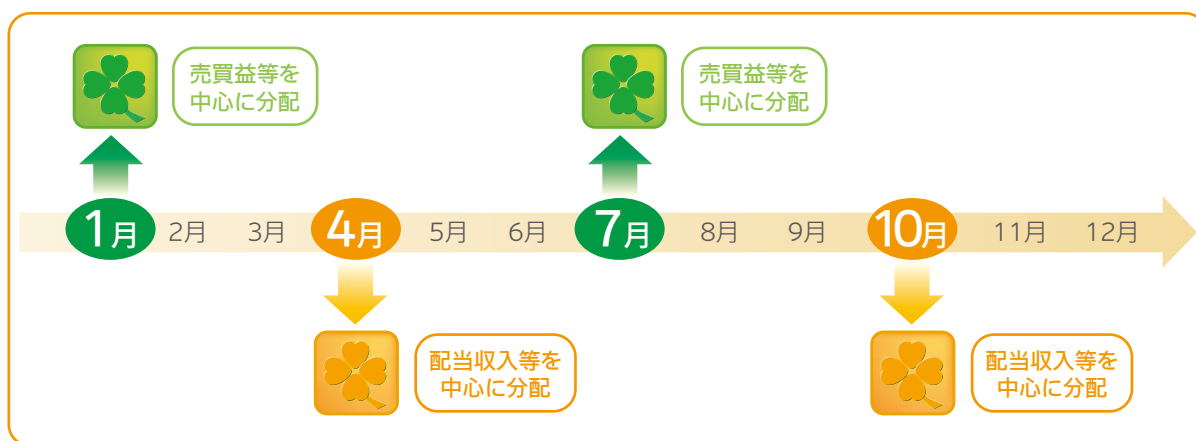 売買益等を
中心に分配
売買益等を
中心に分配
1月 2月 3月 4月 5月 6月 7月 8月 9月 10月 11月 12月
配当収入等を
中心に分配
配当収入等を
中心に分配